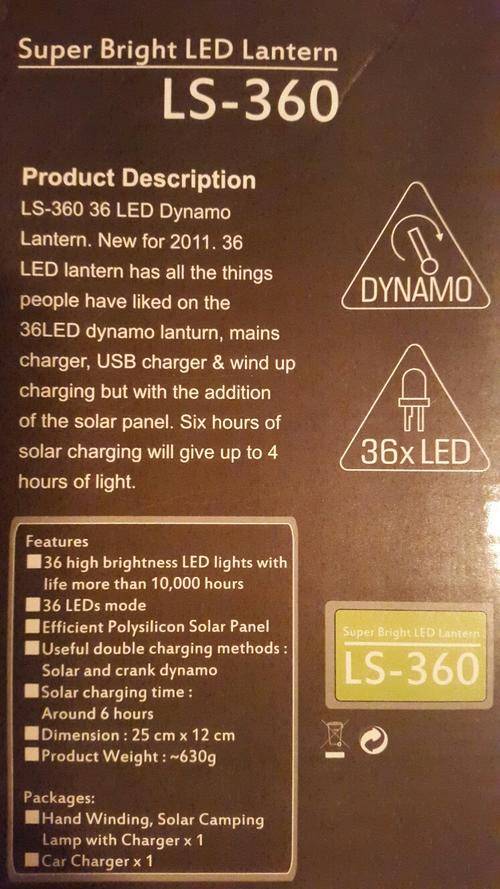 Super Bright LED Lantern
LS-360
Product Description
LS-360 36 LED Dynamo
Lantern. New for 2011. 36
LED lantern has all the things
people have liked on the
36LED dynamo lanturn, mains
charger, USB charger & wind up
charging but with the addition
of the solar panel. Six hours of
solar charging will give up to 4
hours of light.
DYNAMO
36x LED
Features
36 high brightness LED lights with
life more than 10,000 hours
36 LEDs mode
Efficient Polysilicon Solar Panel
Useful double charging methods :
Solar and crank dynamo
Solar charging time :
Around 6 hours
Dimension : 25 cm x 12 cm
Product Weight : ~630g
Packages:
Hand Winding, Solar Camping
Lamp with Charger x 1
Car Charger x 1
Super Bright LED Lantern
LS-360